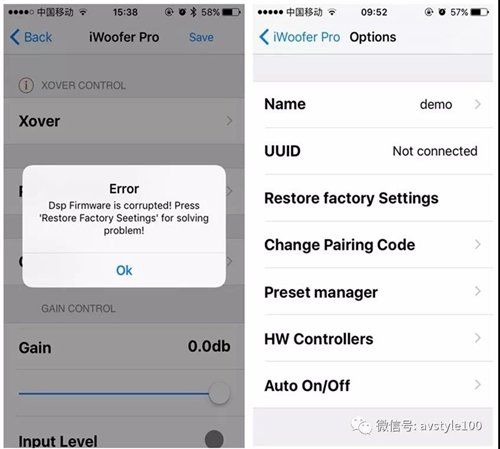 中国移动 15:38 58%
Back iWoofer Pro Save
XOVER CONTROL
Xover
Error
Dsp Firmware is corrupted! Press
'Restore Factory Seetings' for solving
problem!
Ok
GAIN CONTROL
Gain 0.0db
Input Level
中国移动 09:52 57%
iWoofer Pro Options
Name demo
UUID Not connected
Restore factory Settings
Change Pairing Code
Preset manager
HW Controllers
Auto On/Off
微信号: avstyle100